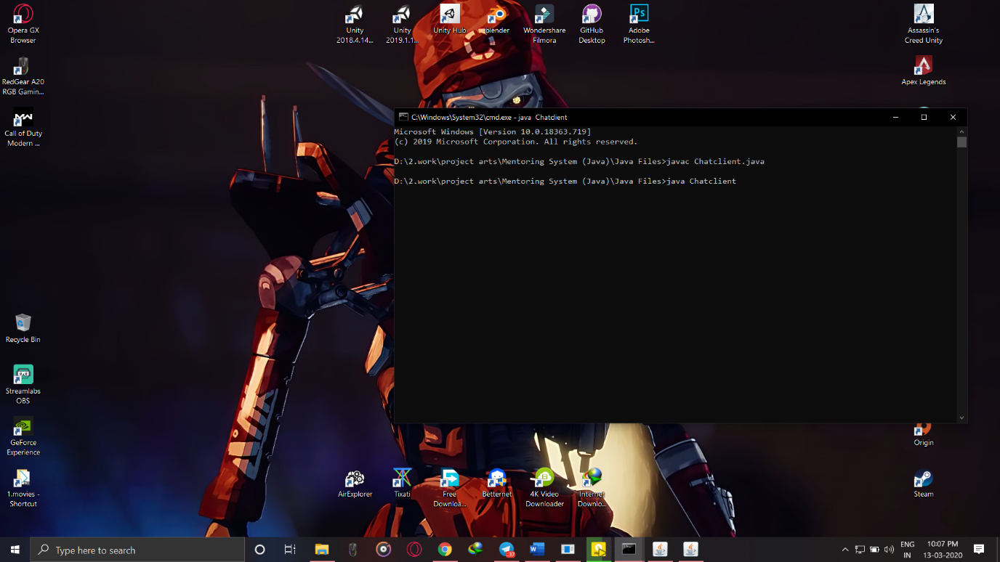 Opera GX
Browser
RedGear A20
RGB Gamin...
Call of Duty
Modern ...
Unity
2018.4.14...
Unity
2019.1.1...
Unity Hub
blender
Wondershare
Filmora
GitHub
Desktop
Ps
Adobe
Photosh...
Assassin's
Creed Unity
Apex Legends
C:\Windows\System32\cmd.exe - java  Chatclient
Microsoft Windows [Version 10.0.18363.719]
(c) 2019 Microsoft Corporation. All rights reserved.
D:\2.work\project arts\Mentoring System (Java)\Java Files>javac Chatclient.java
D:\2.work\project arts\Mentoring System (Java)\Java Files>java Chatclient
Recycle Bin
Streamlabs
OBS
GeForce
Experience
1.movies -
Shortcut
AirExplorer
Tixati
Free
Downloa...
Betternet
4K Video
Downloader
Internet
Downlo...
Origin
Steam
Type here to search
37
ENG
IN
10:07 PM
13-03-2020